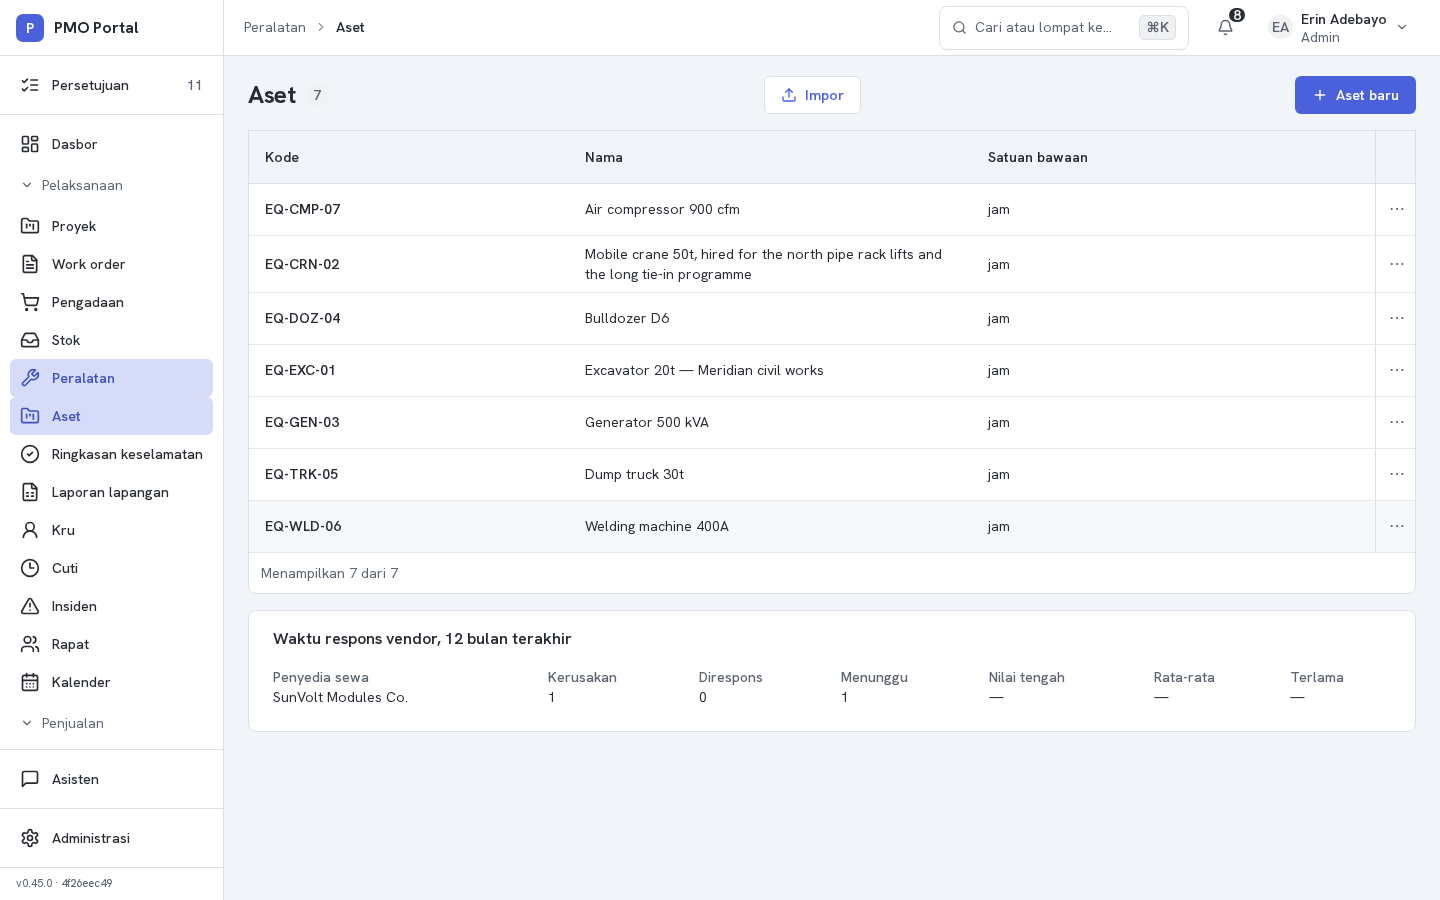 P PMO Portal
Peralatan > Aset
Cari atau lompat ke... ⌘K
8
EA
Erin Adebayo
Admin
Persetujuan 11
Dasbor
Pelaksanaan
Proyek
Work order
Pengadaan
Stok
Peralatan
Aset
Ringkasan keselamatan
Laporan lapangan
Kru
Cuti
Insiden
Rapat
Kalender
Penjualan
Asisten
Administrasi
v0.45.0 · 4f26eec49
Aset 7
Impor
+ Aset baru
Kode Nama Satuan bawaan
EQ-CMP-07 Air compressor 900 cfm jam ···
EQ-CRN-02 Mobile crane 50t, hired for the north pipe rack lifts and
the long tie-in programme jam ···
EQ-DOZ-04 Bulldozer D6 jam ···
EQ-EXC-01 Excavator 20t — Meridian civil works jam ···
EQ-GEN-03 Generator 500 kVA jam ···
EQ-TRK-05 Dump truck 30t jam ···
EQ-WLD-06 Welding machine 400A jam ···
Menampilkan 7 dari 7
Waktu respons vendor, 12 bulan terakhir
Penyedia sewa Kerusakan Direspons Menunggu Nilai tengah Rata-rata Terlama
SunVolt Modules Co. 1 0 1 — — —